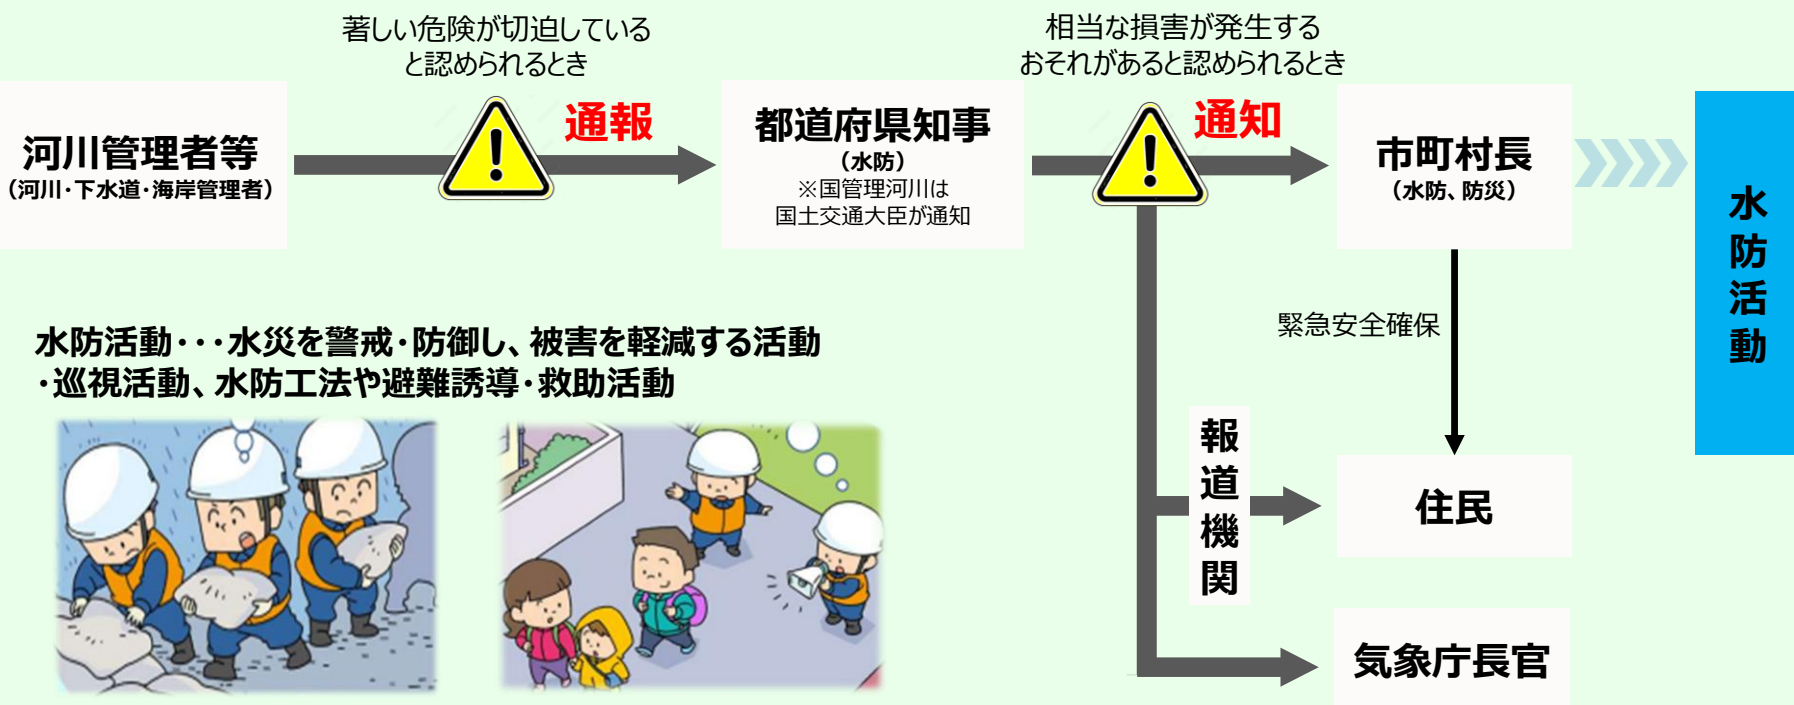 著しい危険が切迫している
と認められるとき
相当な損害が発生する
おそれがあると認められるとき
河川管理者等
（河川・下水道・海岸管理者）
通報
都道府県知事
（水防）
※国管理河川は
国土交通大臣が通知
通知
市町村長
（水防、防災）
水防活動
緊急安全確保
水防活動・・・水災を警戒・防御し、被害を軽減する活動
・巡視活動、水防工法や避難誘導・救助活動
報道機関
住民
気象庁長官